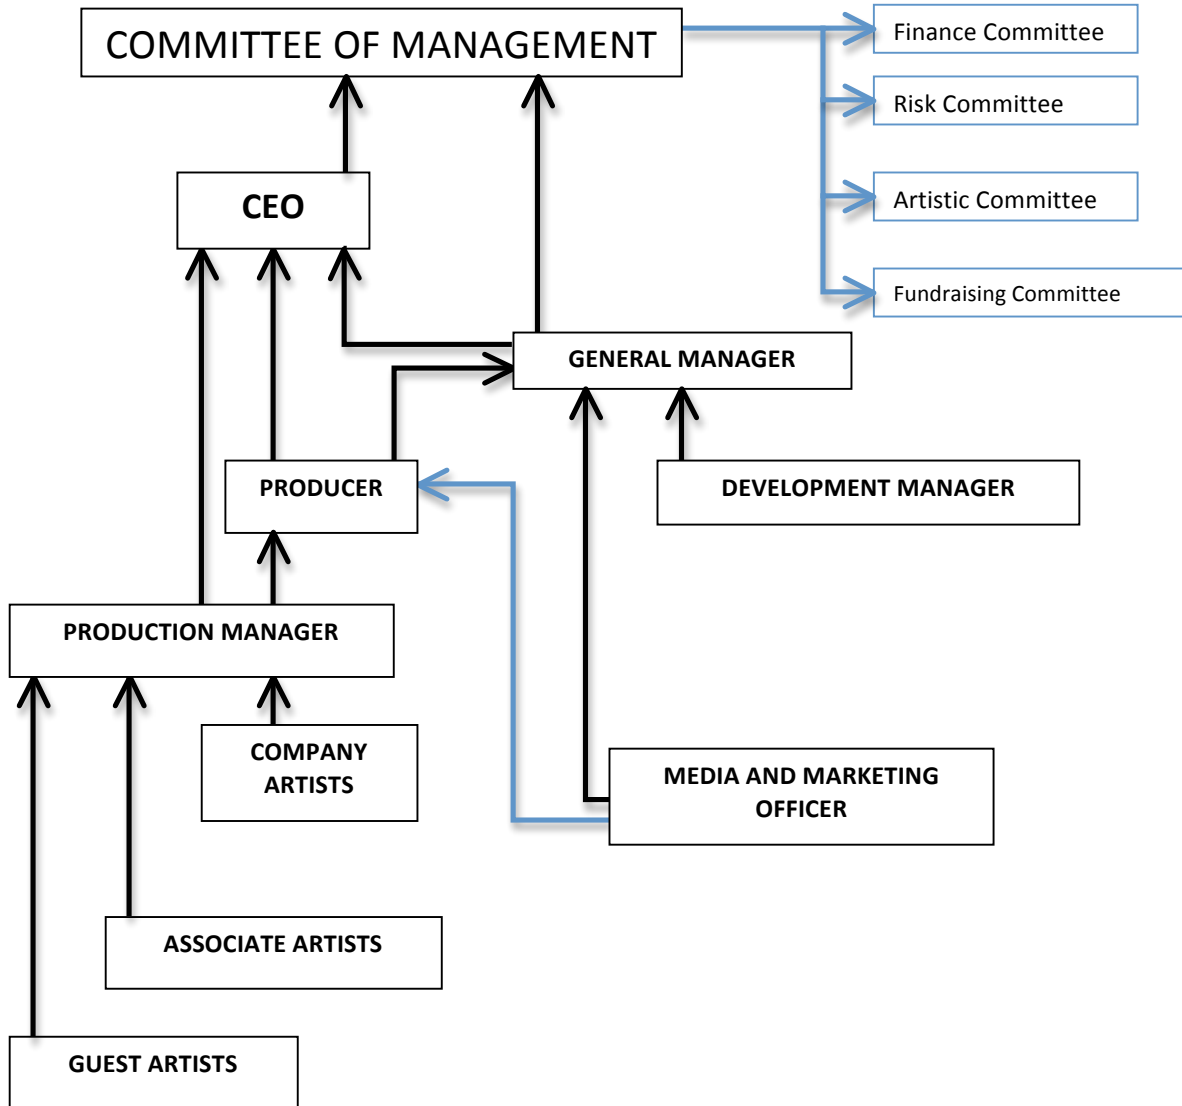 COMMITTEE OF MANAGEMENT
Finance Committee
Risk Committee
Artistic Committee
Fundraising Committee
CEO
GENERAL MANAGER
PRODUCER
DEVELOPMENT MANAGER
PRODUCTION MANAGER
COMPANY
ARTISTS
MEDIA AND MARKETING
OFFICER
ASSOCIATE ARTISTS
GUEST ARTISTS